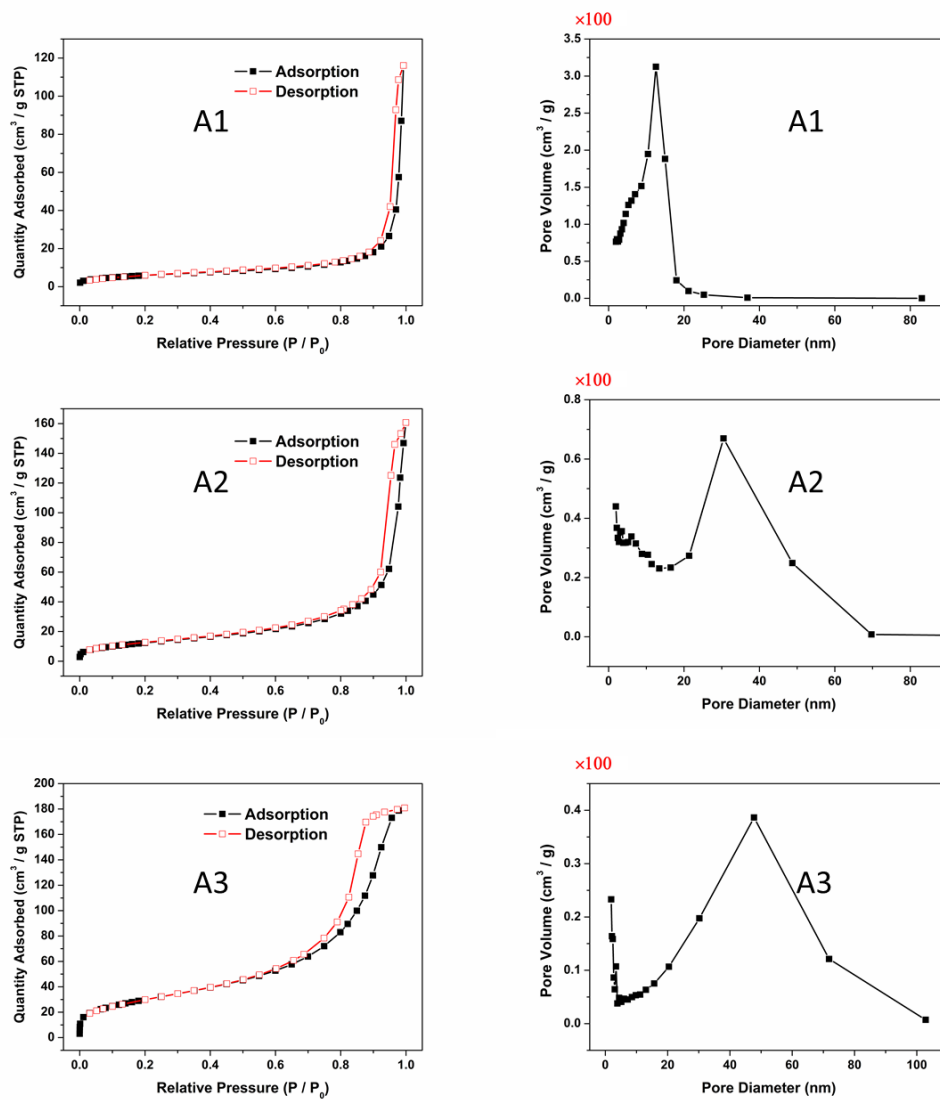 ×100
120
100
80
60
40
20
0
Quantity Adsorbed (cm³ / g STP)
Adsorption
Desorption
A1
0.0 0.2 0.4 0.6 0.8 1.0
Relative Pressure (P / P₀)
3.5
3.0
2.5
2.0
1.5
1.0
0.5
0.0
Pore Volume (cm³ / g)
A1
0 20 40 60 80
Pore Diameter (nm)
×100
160
140
120
100
80
60
40
20
0
Quantity Adsorbed (cm³ / g STP)
Adsorption
Desorption
A2
0.0 0.2 0.4 0.6 0.8 1.0
Relative Pressure (P / P₀)
0.8
0.6
0.4
0.2
0.0
Pore Volume (cm³ / g)
A2
0 20 40 60 80
Pore Diameter (nm)
×100
200
180
160
140
120
100
80
60
40
20
0
Quantity Adsorbed (cm³ / g STP)
Adsorption
Desorption
A3
0.0 0.2 0.4 0.6 0.8 1.0
Relative Pressure (P / P₀)
0.4
0.3
0.2
0.1
0.0
Pore Volume (cm³ / g)
A3
0 20 40 60 80 100
Pore Diameter (nm)